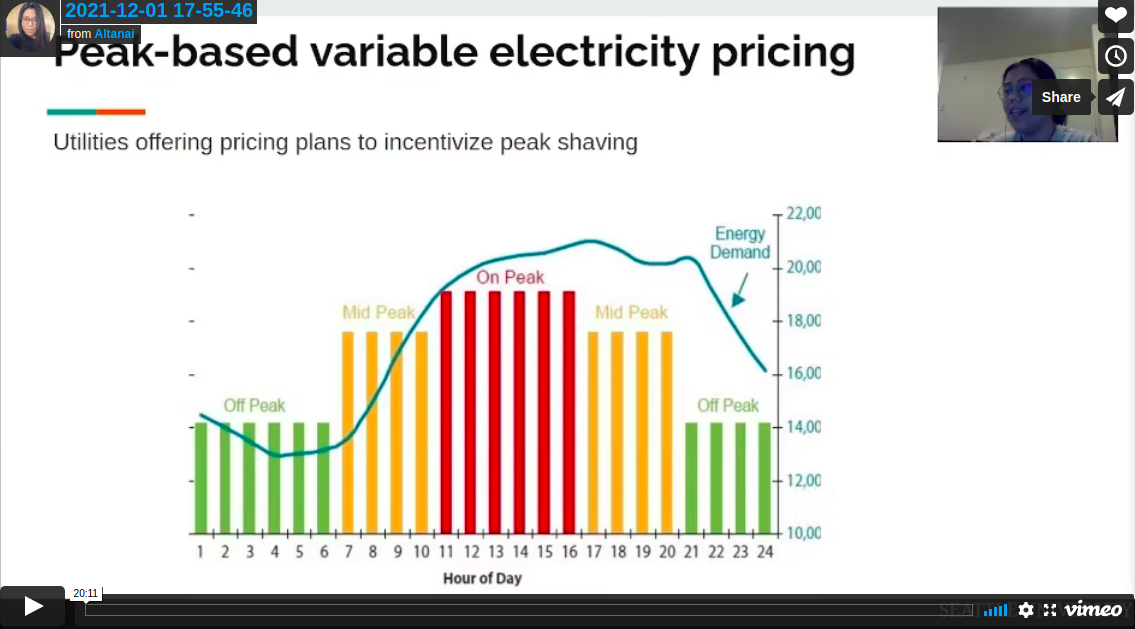 2021-12-01 17-55-46
from Altanai
Peak-based variable electricity pricing
Share
Utilities offering pricing plans to incentivize peak shaving
22,00
Energy
Demand
20,00
On Peak
Mid Peak
Mid Peak
18,00
16,00
Off Peak
Off Peak
14,00
12,00
10,00
1 2 3 4 5 6 7 8 9 10 11 12 13 14 15 16 17 18 19 20 21 22 23 24
Hour of Day
20:11
vimeo